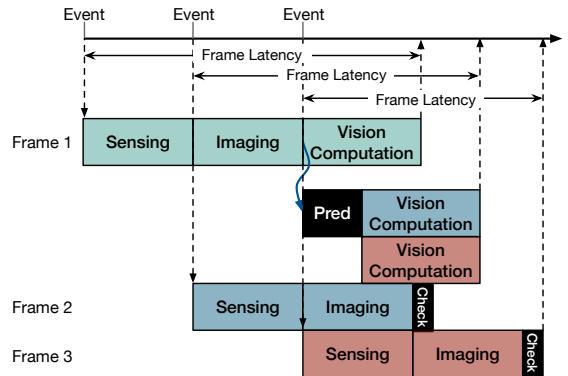 Event Event Event
Frame Latency
Frame Latency
Frame Latency
Frame 1
Sensing
Imaging
Vision
Computation
Pred
Vision
Computation
Vision
Computation
Frame 2
Sensing
Imaging
Check
Frame 3
Sensing
Imaging
Check